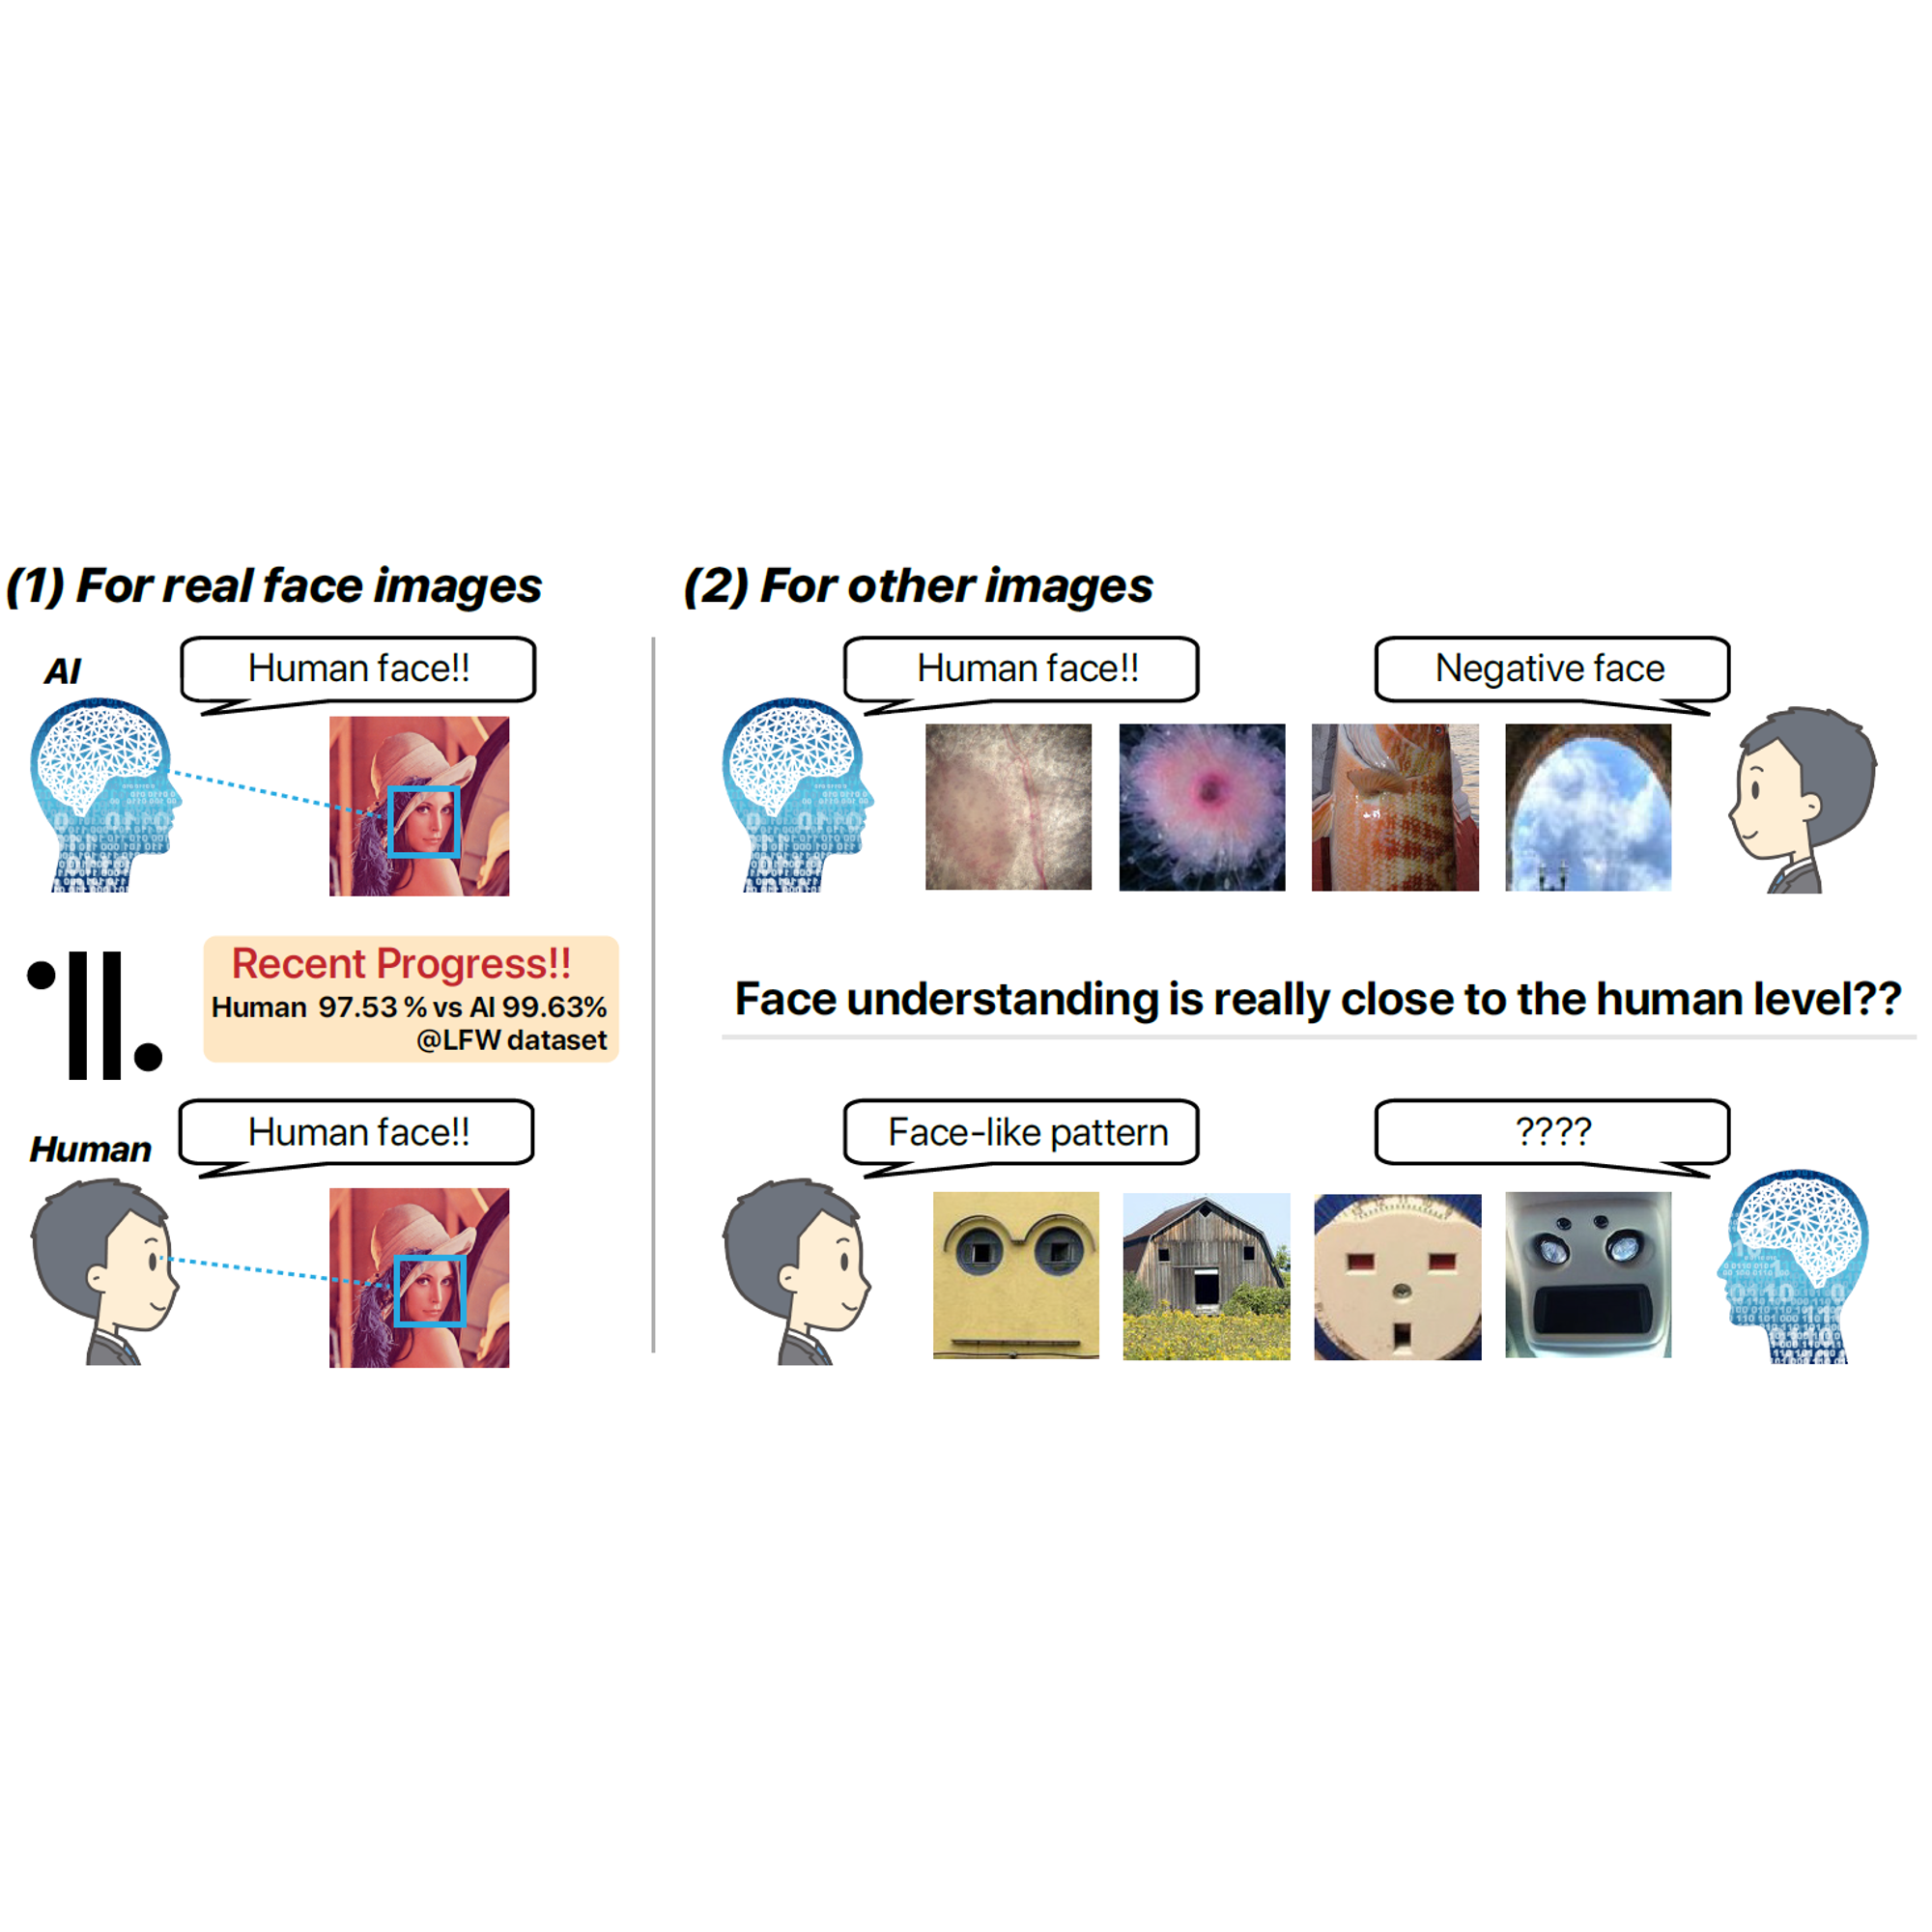 (1) For real face images
AI
Human face!!
Recent Progress!!
Human 97.53 % vs AI 99.63%
@LFW dataset
Human
Human face!!
(2) For other images
Human face!!
Negative face
Face understanding is really close to the human level??
Face-like pattern
????